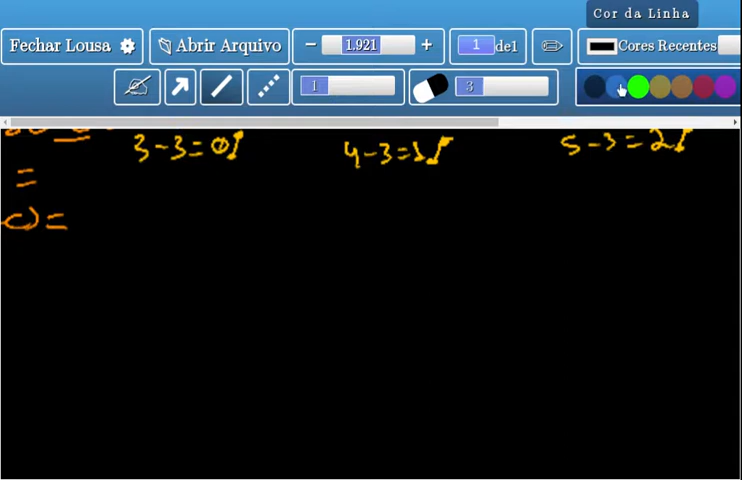 Cor da Linha
Fechar Lousa Abrir Arquivo − 1.921 + 1 de1 Cores Recentes
1 3
3-3=0 4-3=1 5-3=2
=
c)=